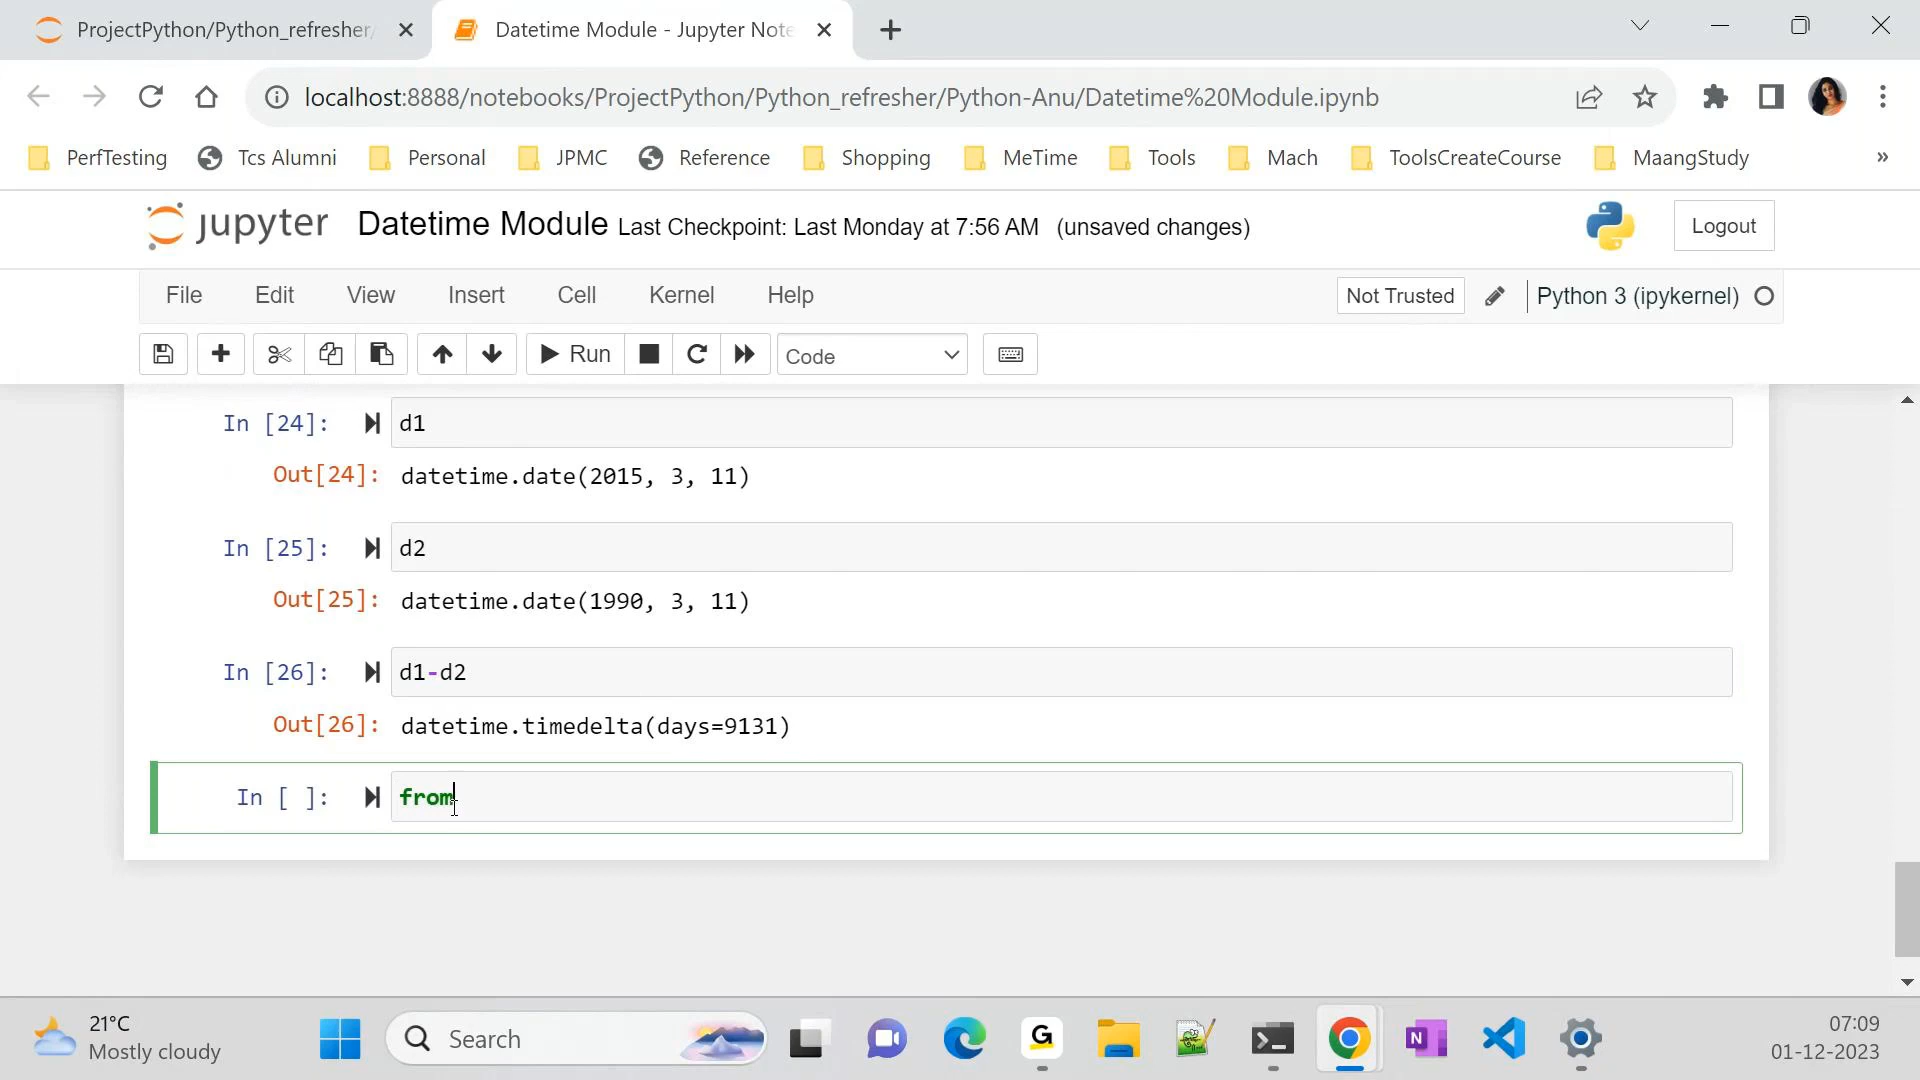 ProjectPython/Python_refresher/
Datetime Module - Jupyter Note
localhost:8888/notebooks/ProjectPython/Python_refresher/Python-Anu/Datetime%20Module.ipynb
PerfTesting Tcs Alumni Personal JPMC Reference Shopping MeTime Tools Mach ToolsCreateCourse MaangStudy »
jupyter Datetime Module Last Checkpoint: Last Monday at 7:56 AM (unsaved changes) Logout
File Edit View Insert Cell Kernel Help Not Trusted Python 3 (ipykernel)
Run Code
In [24]: d1
Out[24]: datetime.date(2015, 3, 11)
In [25]: d2
Out[25]: datetime.date(1990, 3, 11)
In [26]: d1-d2
Out[26]: datetime.timedelta(days=9131)
In [ ]: from
21°C
Mostly cloudy
Search
G
N
07:09
01-12-2023